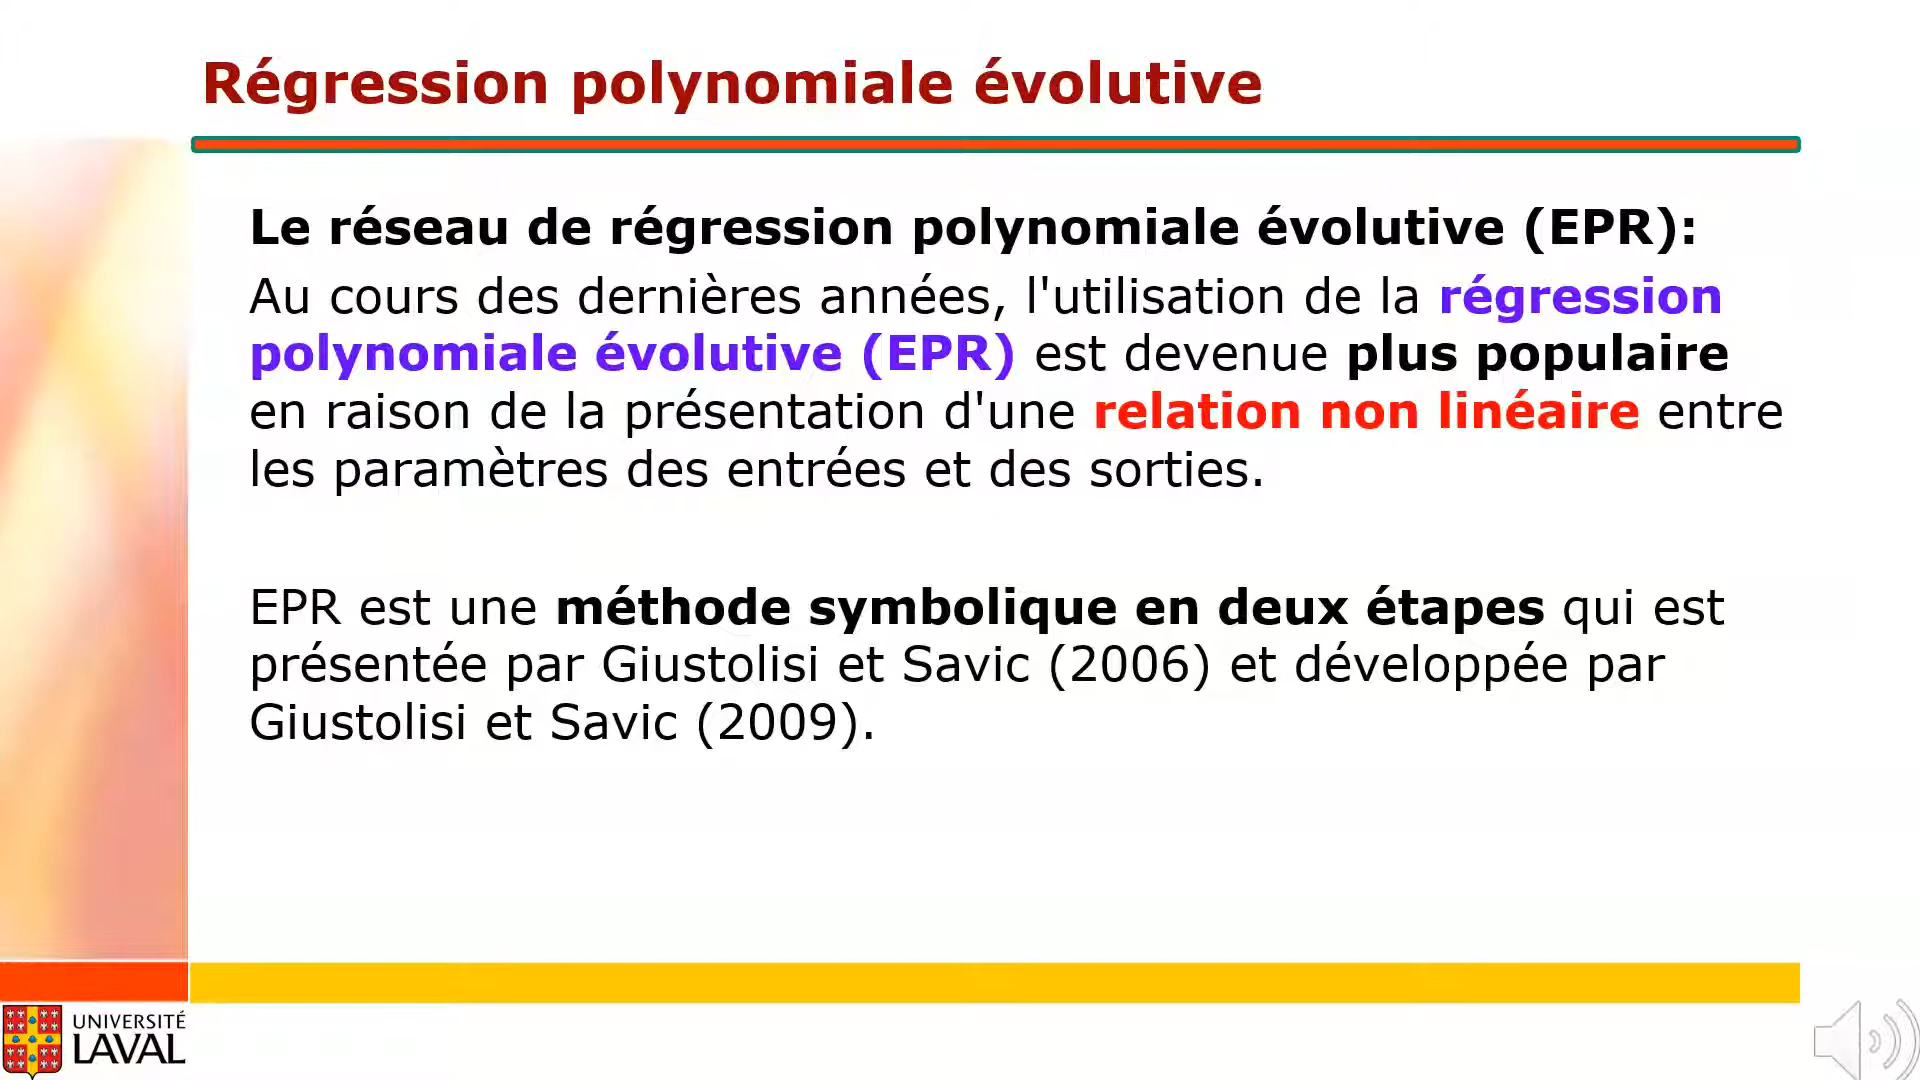 Régression polynomiale évolutive
Le réseau de régression polynomiale évolutive (EPR):
Au cours des dernières années, l'utilisation de la régression
polynomiale évolutive (EPR) est devenue plus populaire
en raison de la présentation d'une relation non linéaire entre
les paramètres des entrées et des sorties.
EPR est une méthode symbolique en deux étapes qui est
présentée par Giustolisi et Savic (2006) et développée par
Giustolisi et Savic (2009).
UNIVERSITÉ
LAVAL